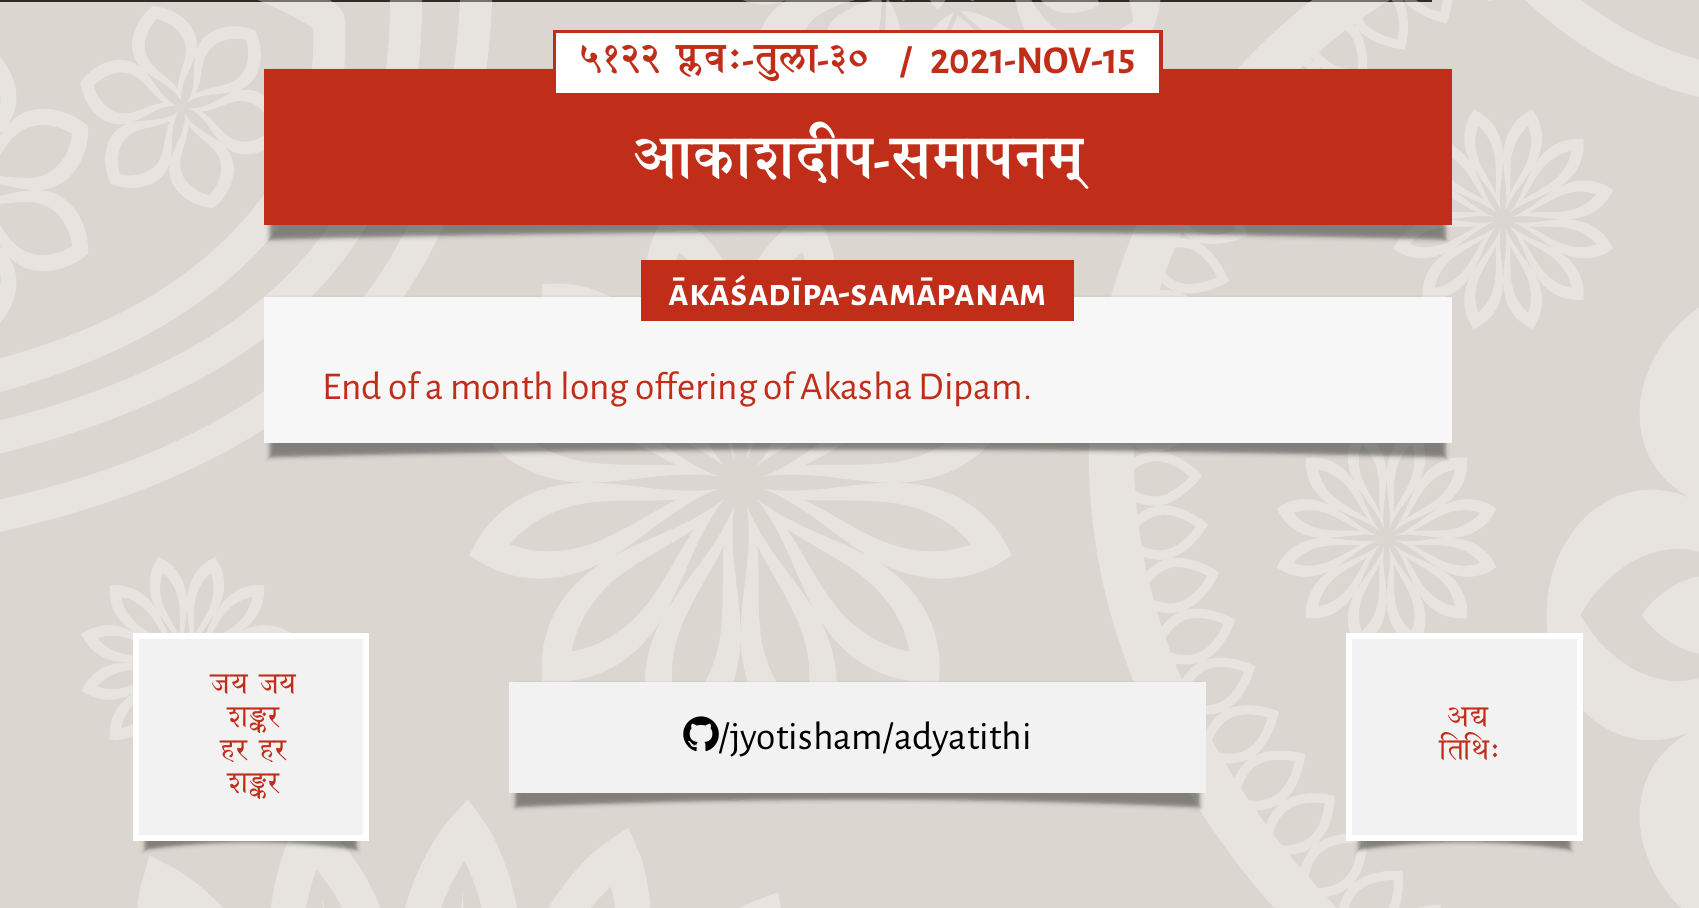 ५१२२ प्लवः-तुला-३० / 2021-NOV-15
आकाशदीप-समापनम्
ĀKĀŚADĪPA-SAMĀPANAM
End of a month long offering of Akasha Dipam.
जय जय
शङ्कर
हर हर
शङ्कर
/jyotisham/adyatithi
अद्य
तिथिः